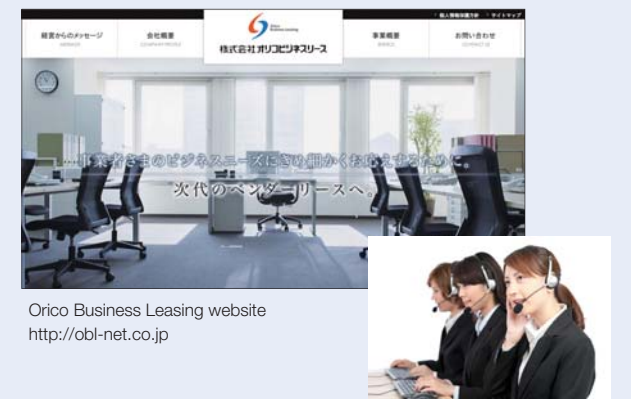 個人情報保護方針 サイトマップ
経営からのメッセージ
会社概要
COMPANY PROFILE
Orico
Business Leasing
株式会社オリコビジネスリース
事業概要
お問い合わせ
CONTACT US
事業者さまのビジネスニーズにきめ細かくお応えするために。
次代のベンダーリースへ。
Orico Business Leasing website
http://obl-net.co.jp